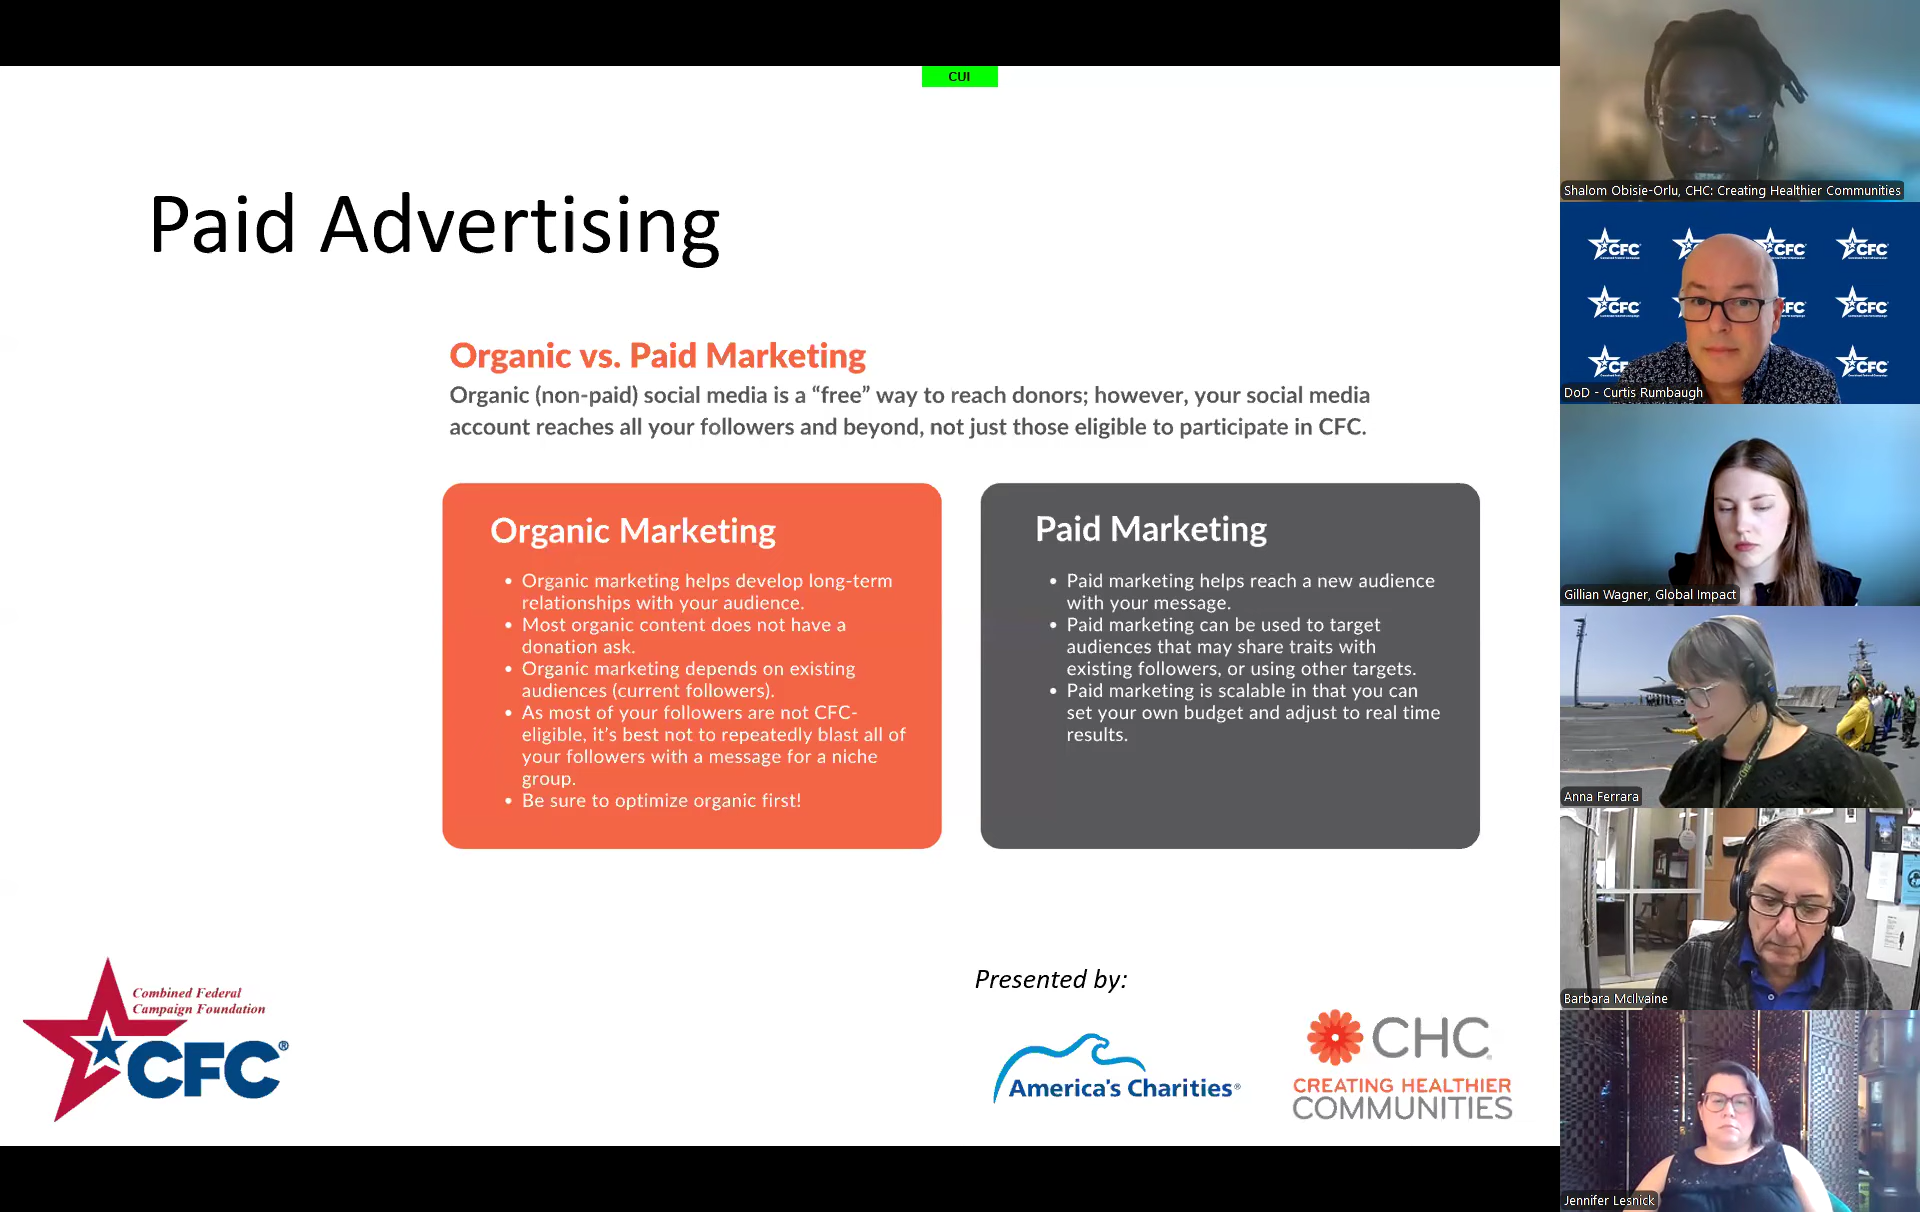 CUI
Paid Advertising
Organic vs. Paid Marketing
Organic (non-paid) social media is a “free” way to reach donors; however, your social media
account reaches all your followers and beyond, not just those eligible to participate in CFC.
Organic Marketing
• Organic marketing helps develop long-term
relationships with your audience.
• Most organic content does not have a
donation ask.
• Organic marketing depends on existing
audiences (current followers).
• As most of your followers are not CFC-
eligible, it’s best not to repeatedly blast all of
your followers with a message for a niche
group.
• Be sure to optimize organic first!
Paid Marketing
• Paid marketing helps reach a new audience
with your message.
• Paid marketing can be used to target
audiences that may share traits with
existing followers, or using other targets.
• Paid marketing is scalable in that you can
set your own budget and adjust to real time
results.
Combined Federal
Campaign Foundation
CFC®
Presented by:
America's Charities®
CHC
CREATING HEALTHIER
COMMUNITIES
Shalom Obisie-Orlu, CHC: Creating Healthier Communities
CFC
CFC
CFC
CFC
CFC
CFC
CFC
CFC
DoD - Curtis Rumbaugh
Gillian Wagner, Global Impact
Anna Ferrara
Barbara McIlvaine
Jennifer Lesnick